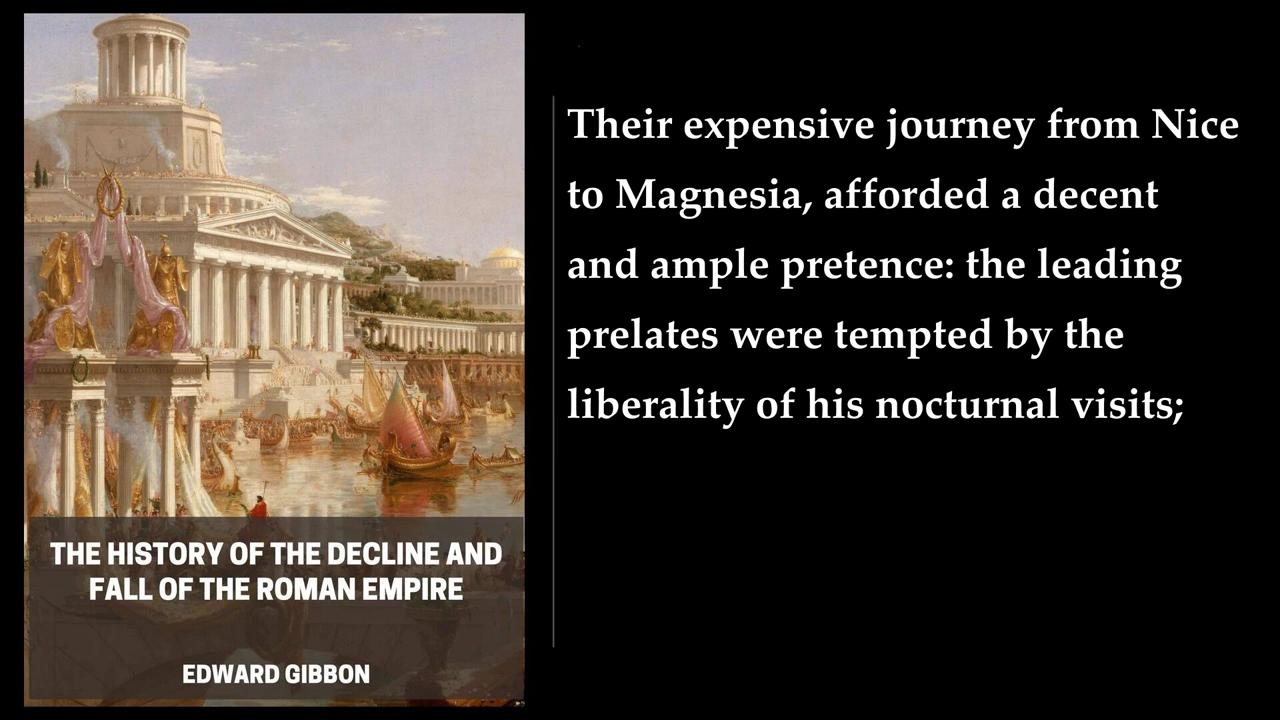 Their expensive journey from Nice
to Magnesia, afforded a decent
and ample pretence: the leading
prelates were tempted by the
liberality of his nocturnal visits;
THE HISTORY OF THE DECLINE AND
FALL OF THE ROMAN EMPIRE
EDWARD GIBBON